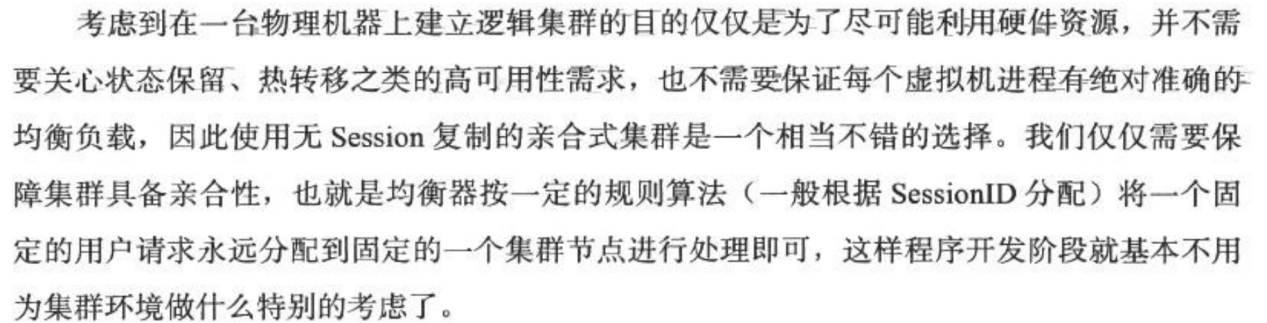 考虑到在一台物理机器上建立逻辑集群的目的仅仅是为了尽可能利用硬件资源，并不需
要关心状态保留、热转移之类的高可用性需求，也不需要保证每个虚拟机进程有绝对准确的
均衡负载，因此使用无 Session 复制的亲合式集群是一个相当不错的选择。我们仅仅需要保
障集群具备亲合性，也就是均衡器按一定的规则算法（一般根据 SessionID 分配）将一个固
定的用户请求永远分配到固定的一个集群节点进行处理即可，这样程序开发阶段就基本不用
为集群环境做什么特别的考虑了。